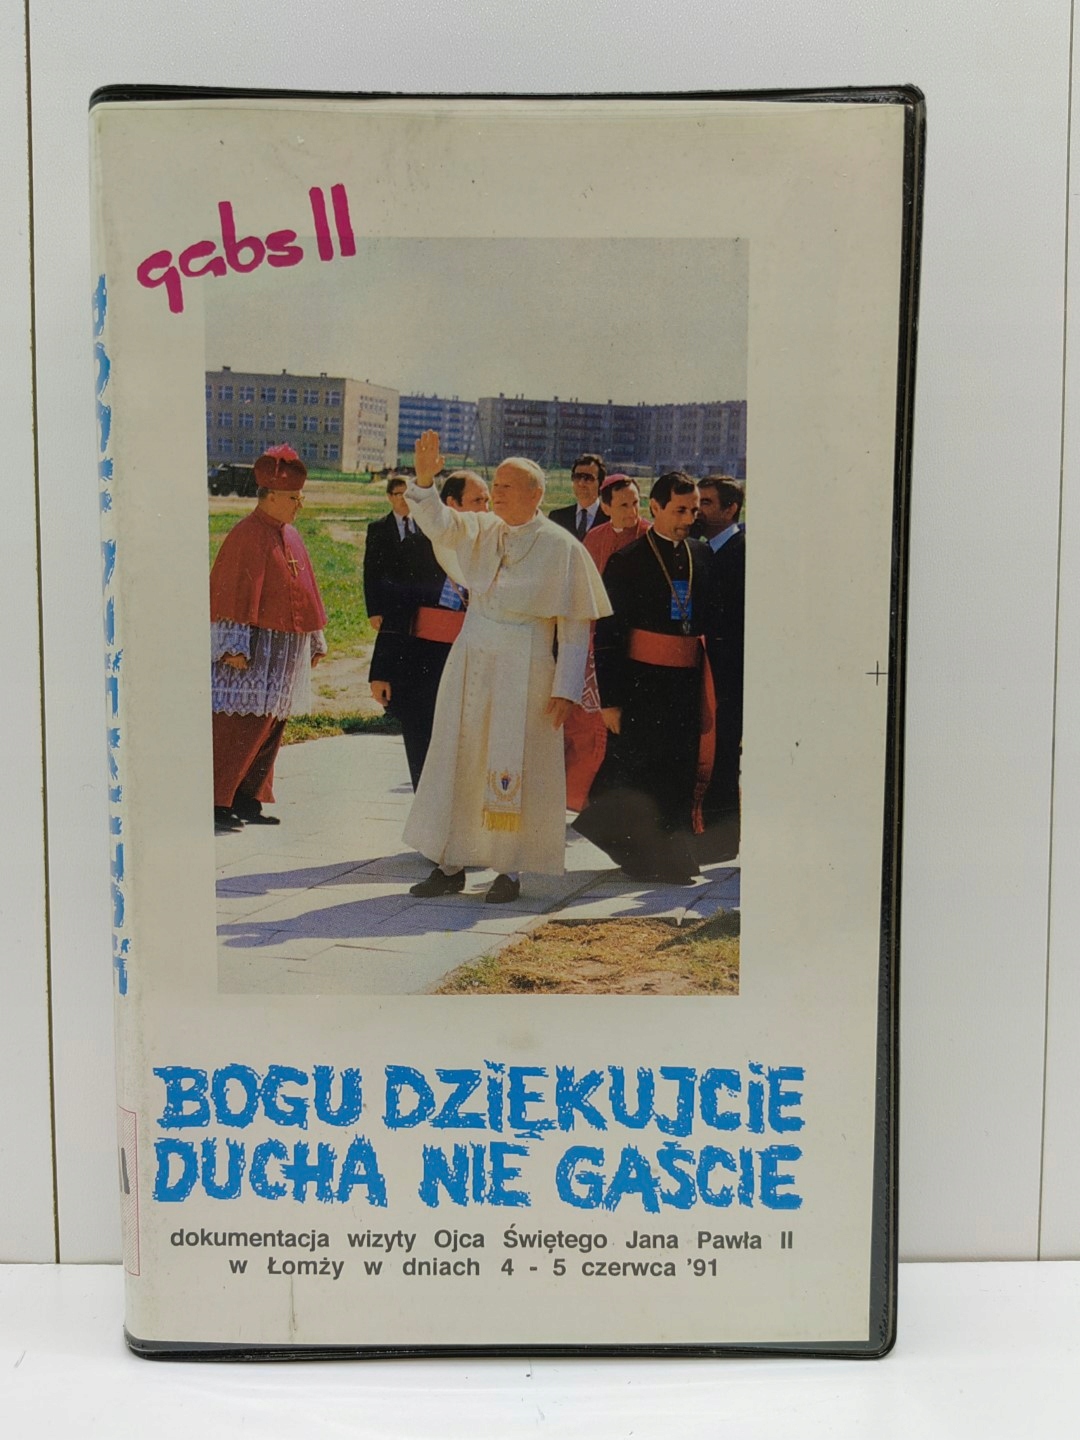 gabs II
BOGU DZIĘKUJCIE
DUCHA NIE GAŚCIE
dokumentacja wizyty Ojca Świętego Jana Pawła II
w Łomży w dniach 4 - 5 czerwca '91